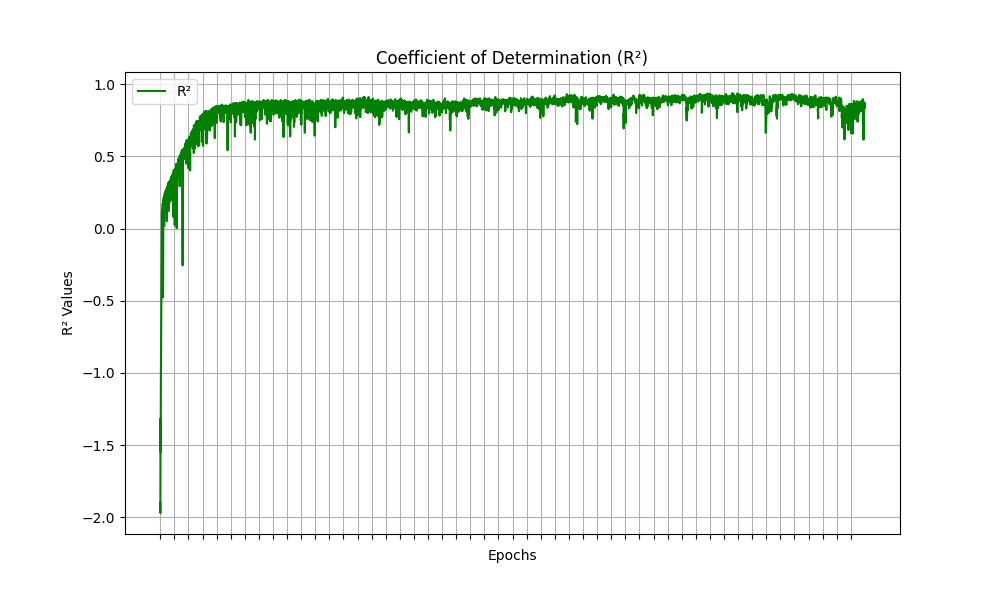 Coefficient of Determination (R²)
R²
1.0
0.5
0.0
−0.5
−1.0
−1.5
−2.0
R² Values
Epochs